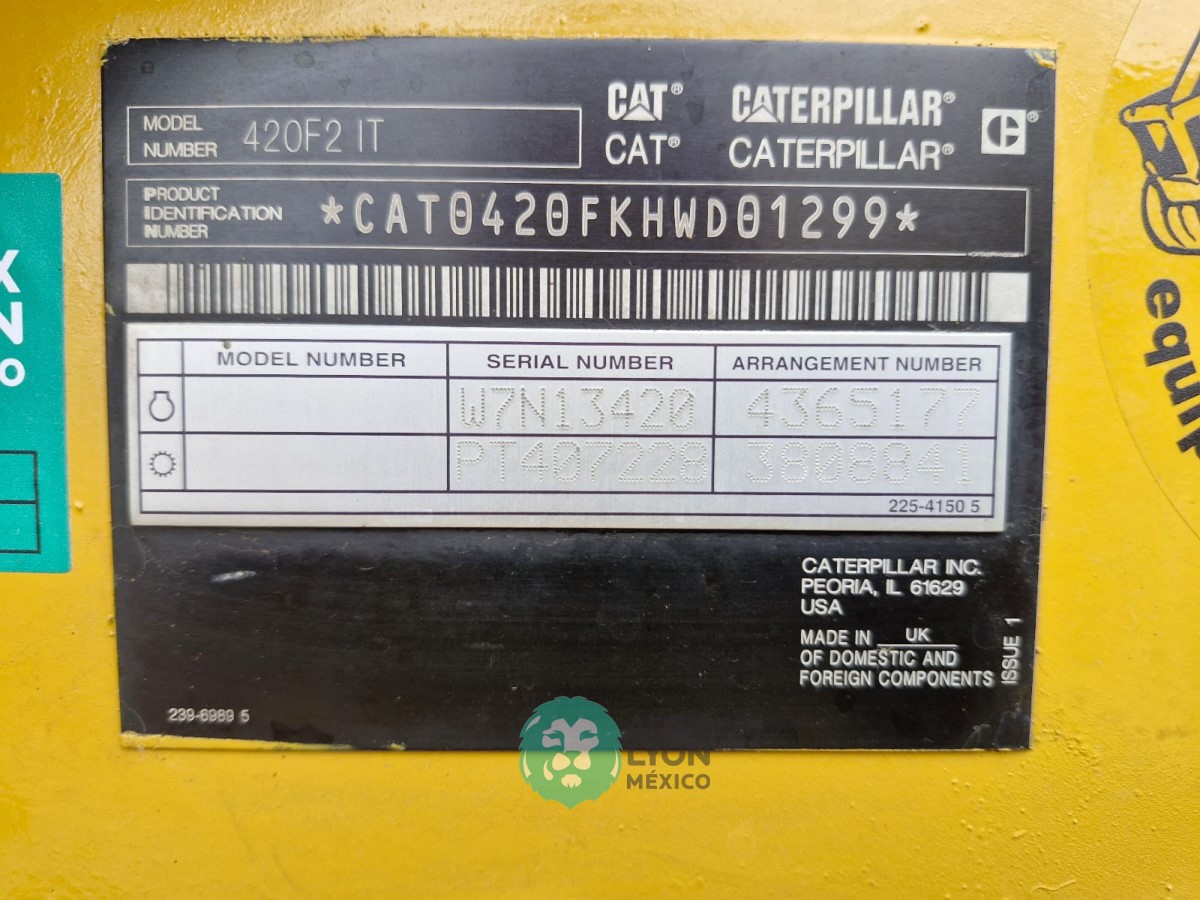 CAT® CATERPILLAR®
CAT® CATERPILLAR®
MODEL
NUMBER 420F2 IT
PRODUCT
IDENTIFICATION
NUMBER
*CAT0420FKHWD01299*
MODEL NUMBER SERIAL NUMBER ARRANGEMENT NUMBER
W7N13420 4365177
PT407228 3808841
225-4150 5
CATERPILLAR INC.
PEORIA, IL 61629
USA
MADE IN UK
OF DOMESTIC AND
FOREIGN COMPONENTS
ISSUE 1
239-6989 5
LYON
MÉXICO
X
N
O
equip